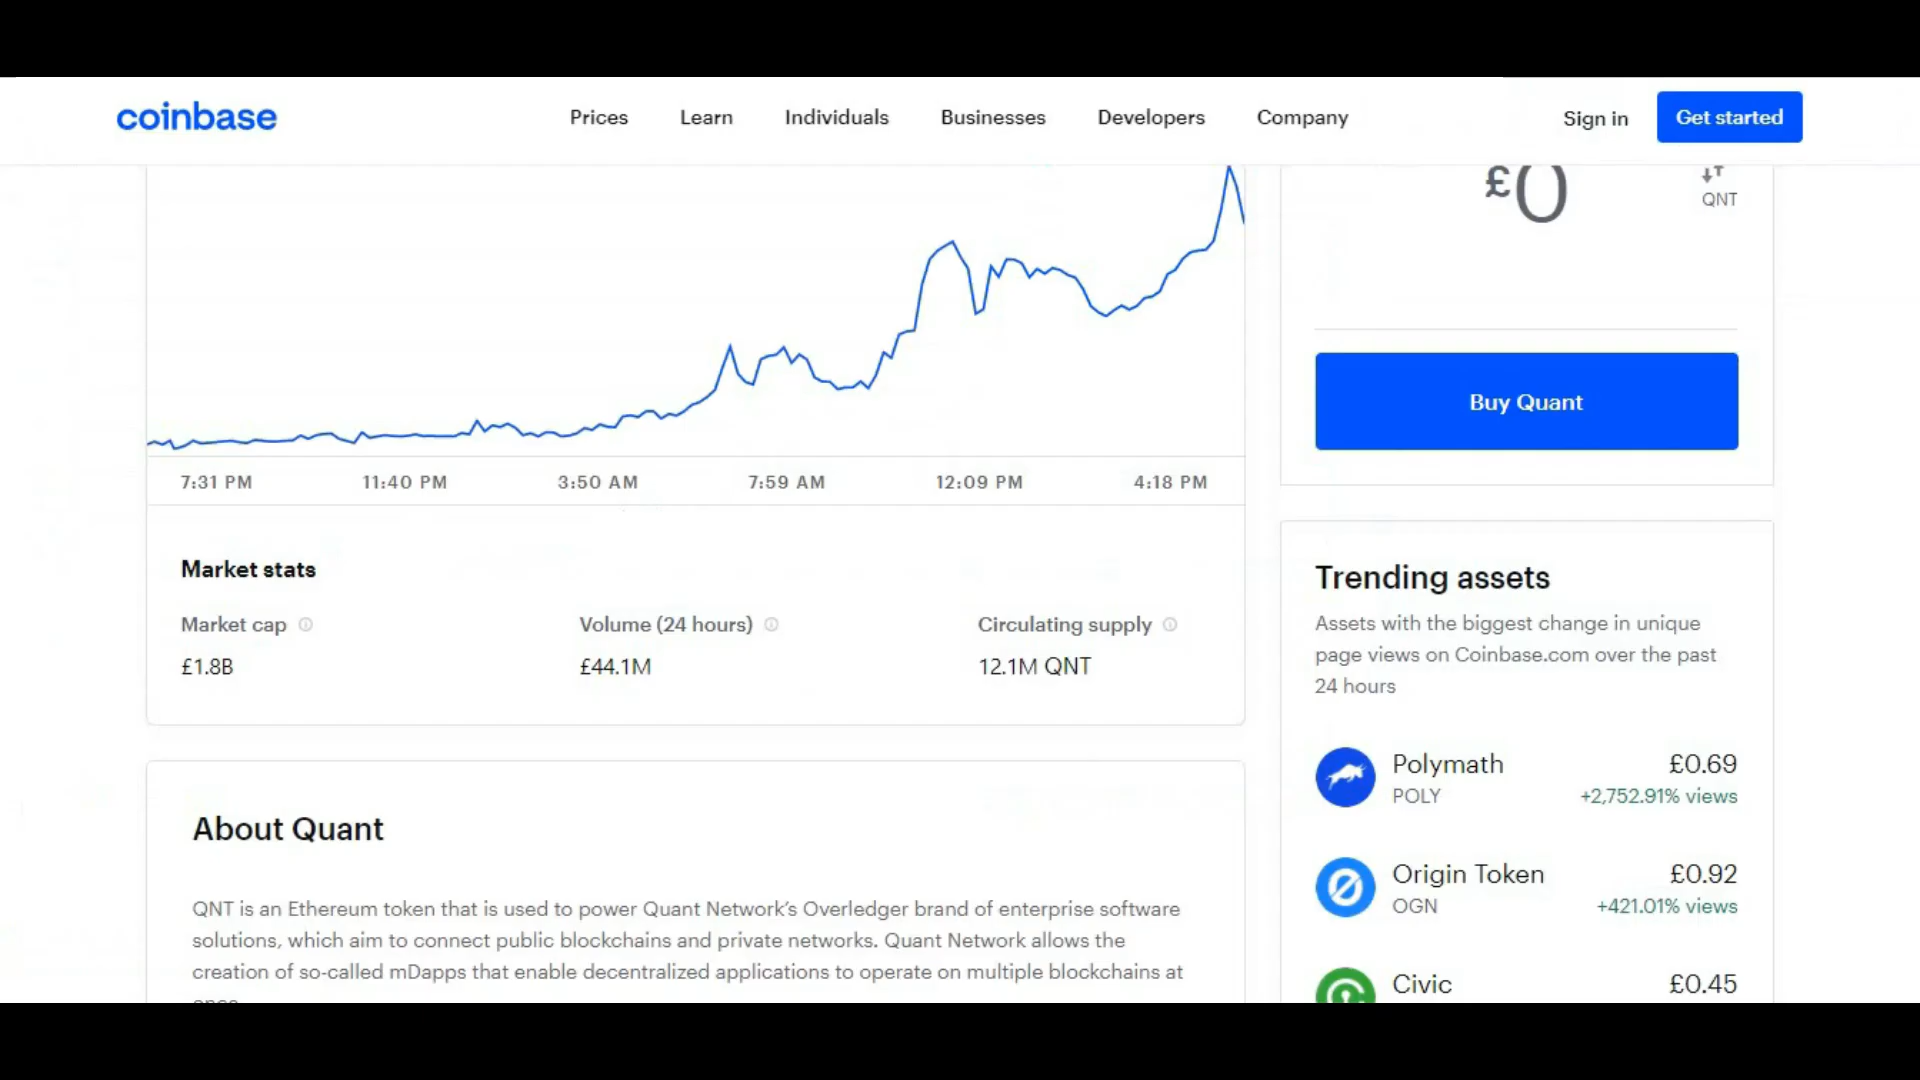 coinbase
Prices
Learn
Individuals
Businesses
Developers
Company
Sign in
Get started
£0
QNT
Buy Quant
7:31 PM
11:40 PM
3:50 AM
7:59 AM
12:09 PM
4:18 PM
Market stats
Market cap
£1.8B
Volume (24 hours)
£44.1M
Circulating supply
12.1M QNT
About Quant
QNT is an Ethereum token that is used to power Quant Network's Overledger brand of enterprise software
solutions, which aim to connect public blockchains and private networks. Quant Network allows the
creation of so-called mDapps that enable decentralized applications to operate on multiple blockchains at
Trending assets
Assets with the biggest change in unique
page views on Coinbase.com over the past
24 hours
Polymath
£0.69
POLY
+2,752.91% views
Origin Token
£0.92
OGN
+421.01% views
Civic
£0.45